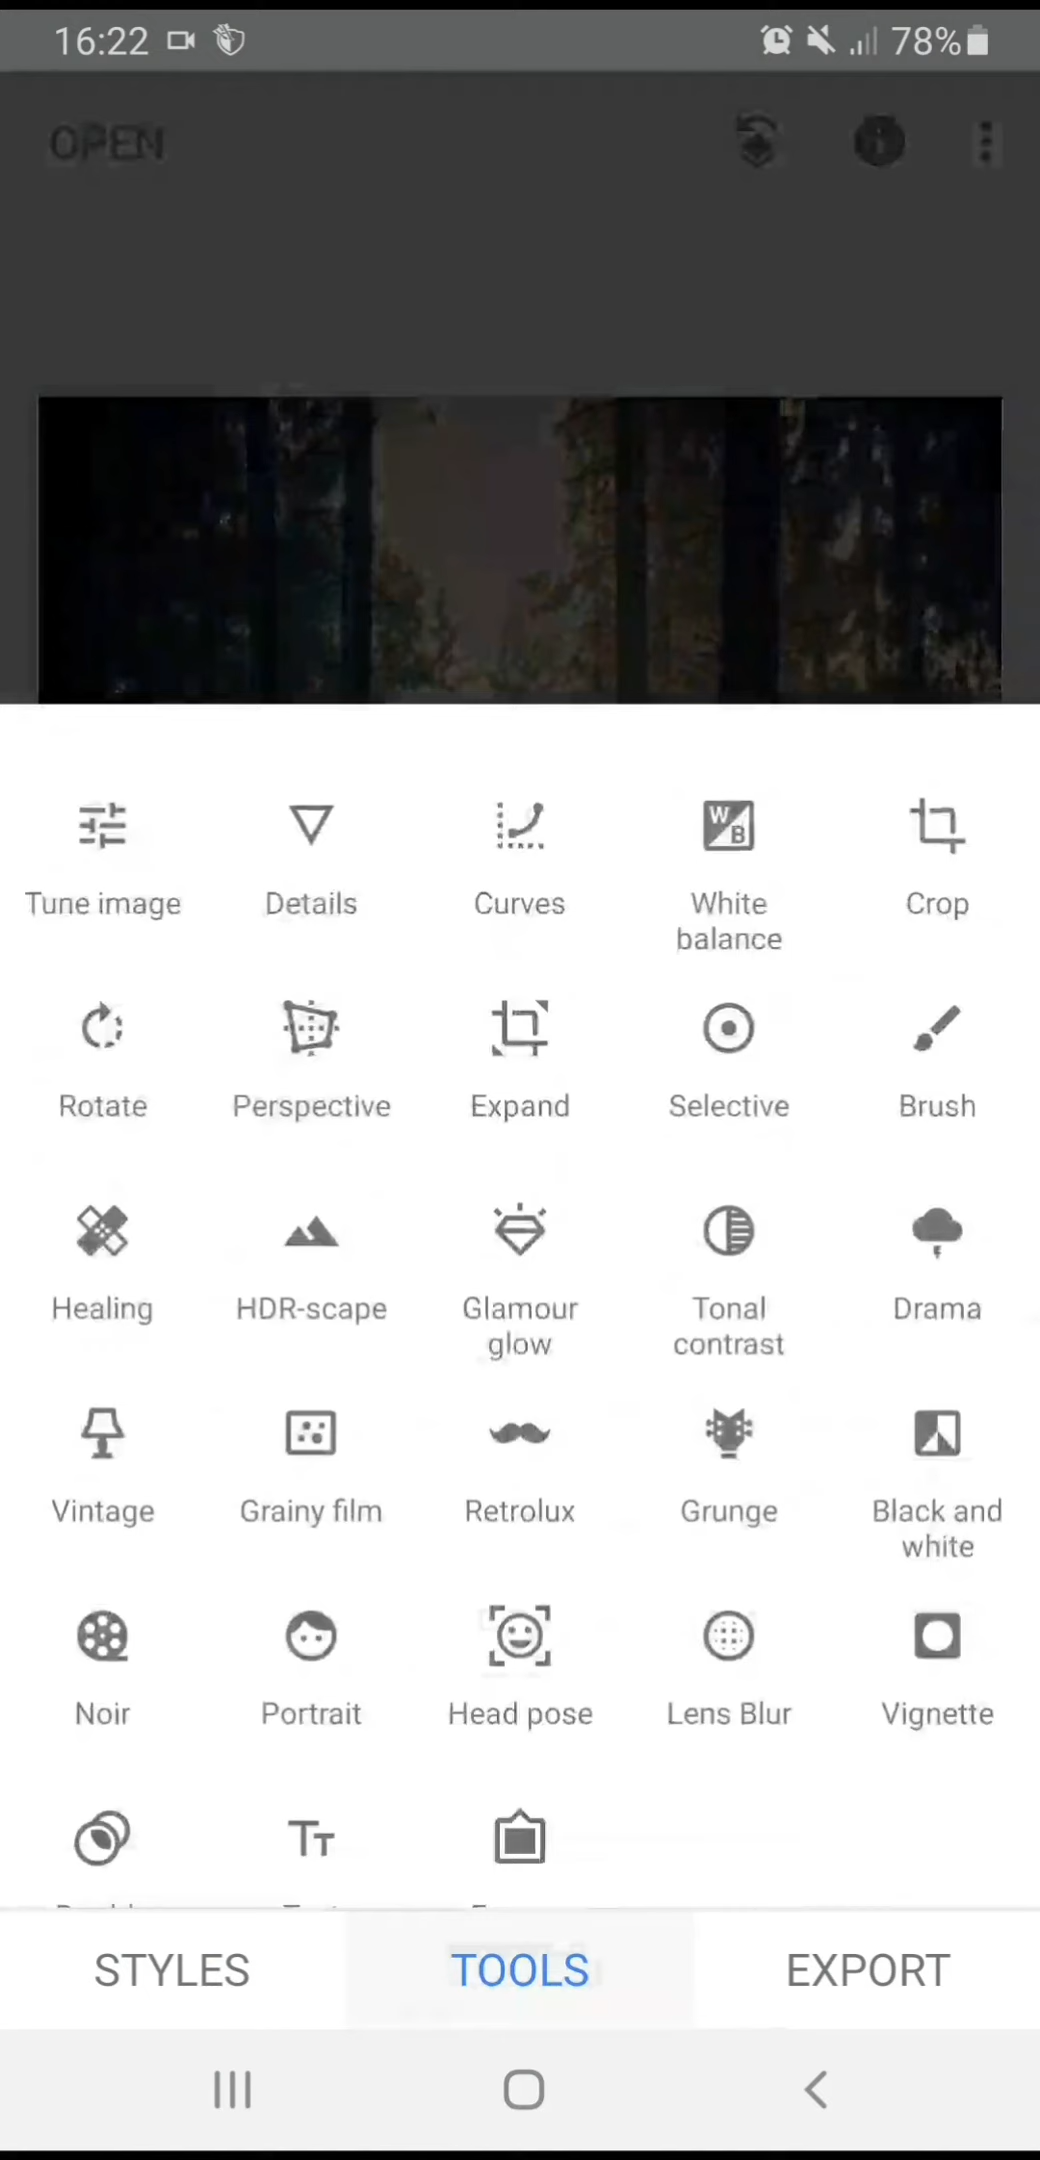 16:22
78%
OPEN
Tune image
Details
Curves
White
balance
Crop
Rotate
Perspective
Expand
Selective
Brush
Healing
HDR-scape
Glamour
glow
Tonal
contrast
Drama
Vintage
Grainy film
Retrolux
Grunge
Black and
white
Noir
Portrait
Head pose
Lens Blur
Vignette
STYLES
TOOLS
EXPORT